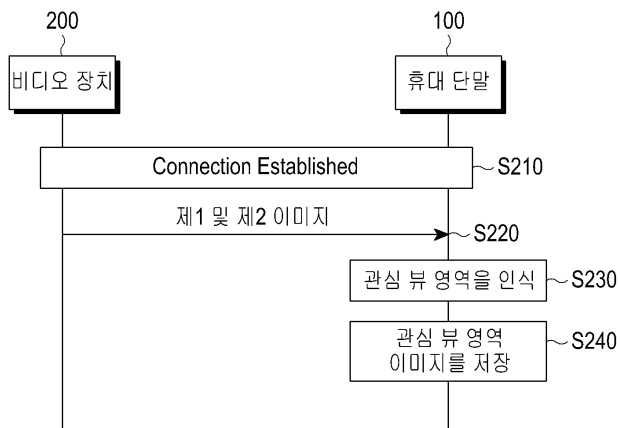 200
100
비디오 장치
휴대 단말
Connection Established
S210
제1 및 제2 이미지
S220
관심 뷰 영역을 인식
S230
관심 뷰 영역
이미지를 저장
S240